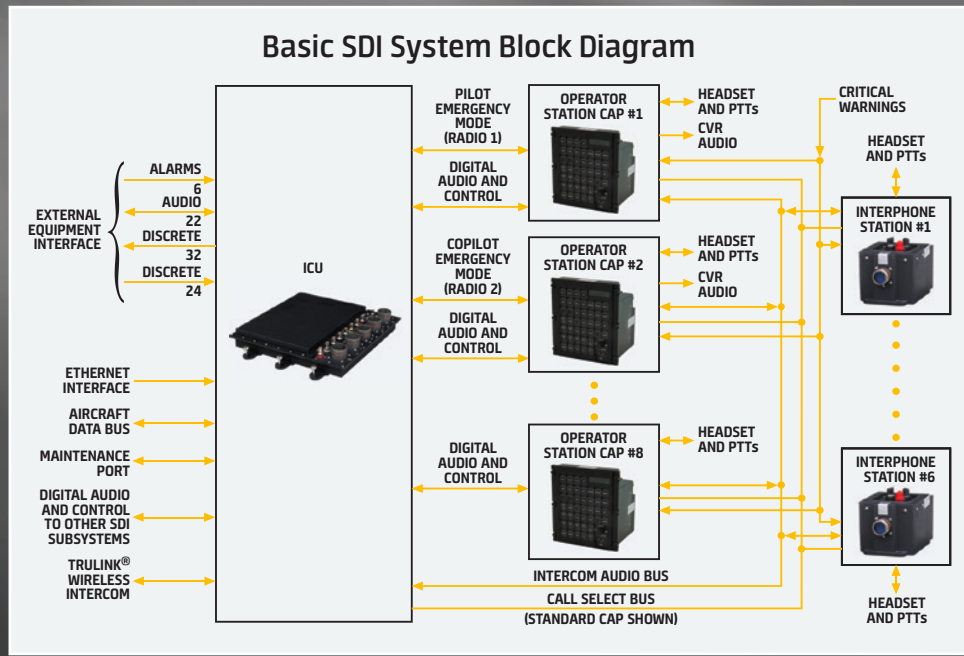 Basic SDI System Block Diagram
EXTERNAL
EQUIPMENT
INTERFACE
ALARMS
6
AUDIO
22
DISCRETE
32
DISCRETE
24
ETHERNET
INTERFACE
AIRCRAFT
DATA BUS
MAINTENANCE
PORT
DIGITAL AUDIO
AND CONTROL
TO OTHER SDI
SUBSYSTEMS
TRULINK®
WIRELESS
INTERCOM
ICU
PILOT
EMERGENCY
MODE
(RADIO 1)
DIGITAL
AUDIO AND
CONTROL
COPILOT
EMERGENCY
MODE
(RADIO 2)
DIGITAL
AUDIO AND
CONTROL
DIGITAL
AUDIO AND
CONTROL
OPERATOR
STATION CAP #1
HEADSET
AND PTTs
CVR
AUDIO
OPERATOR
STATION CAP #2
HEADSET
AND PTTs
CVR
AUDIO
OPERATOR
STATION CAP #8
HEADSET
AND PTTs
INTERCOM AUDIO BUS
CALL SELECT BUS
(STANDARD CAP SHOWN)
CRITICAL
WARNINGS
HEADSET
AND PTTs
INTERPHONE
STATION #1
INTERPHONE
STATION #6
HEADSET
AND PTTs